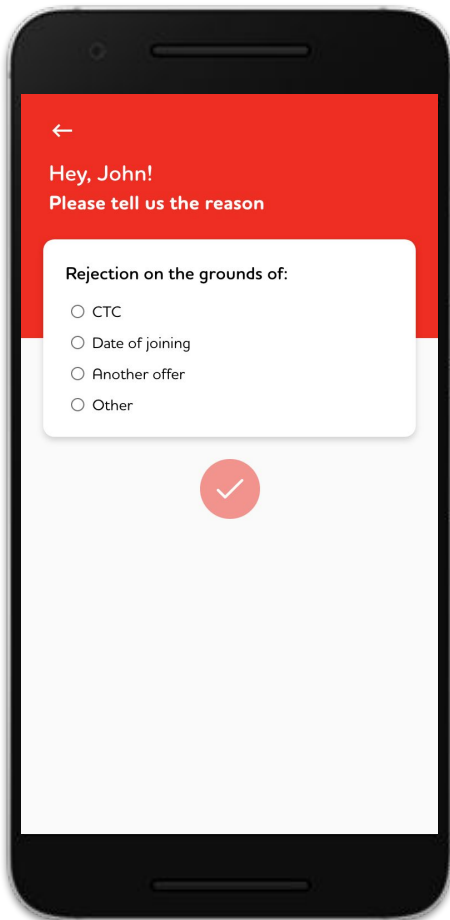 Hey, John!
Please tell us the reason
Rejection on the grounds of:
CTC
Date of joining
Another offer
Other